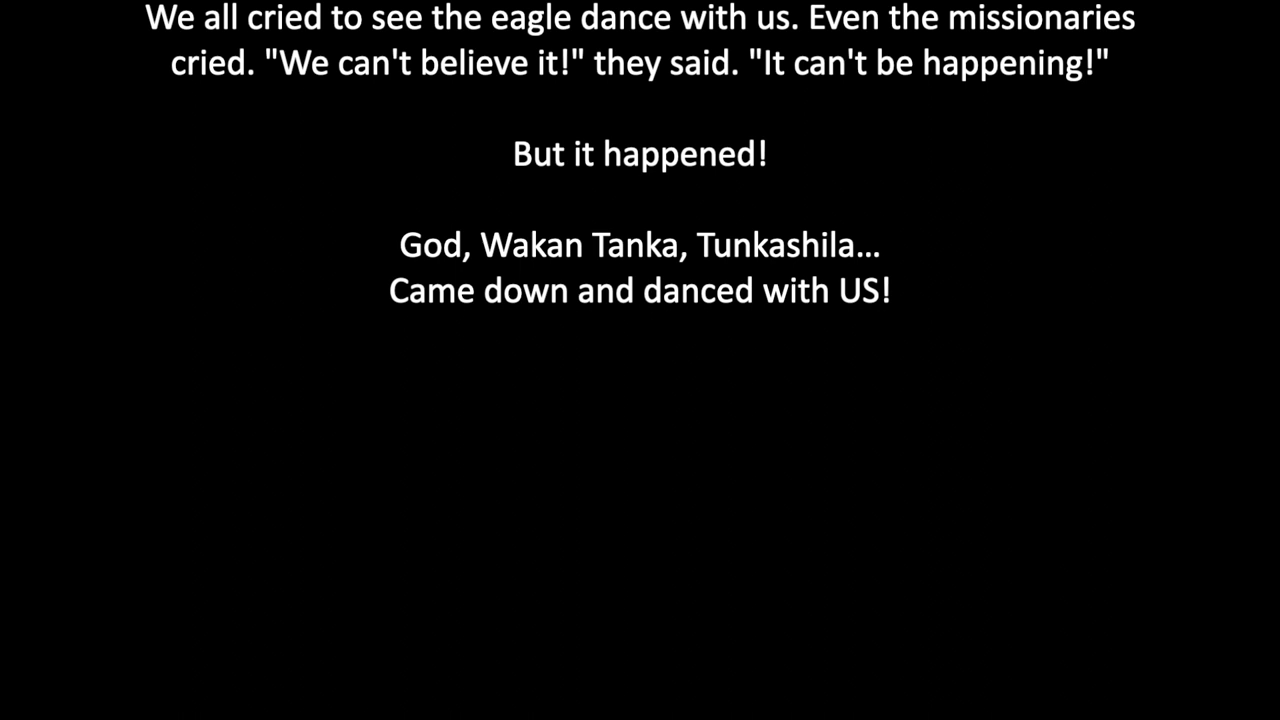 We all cried to see the eagle dance with us. Even the missionaries
cried. "We can't believe it!" they said. "It can't be happening!"
But it happened!
God, Wakan Tanka, Tunkashila...
Came down and danced with US!